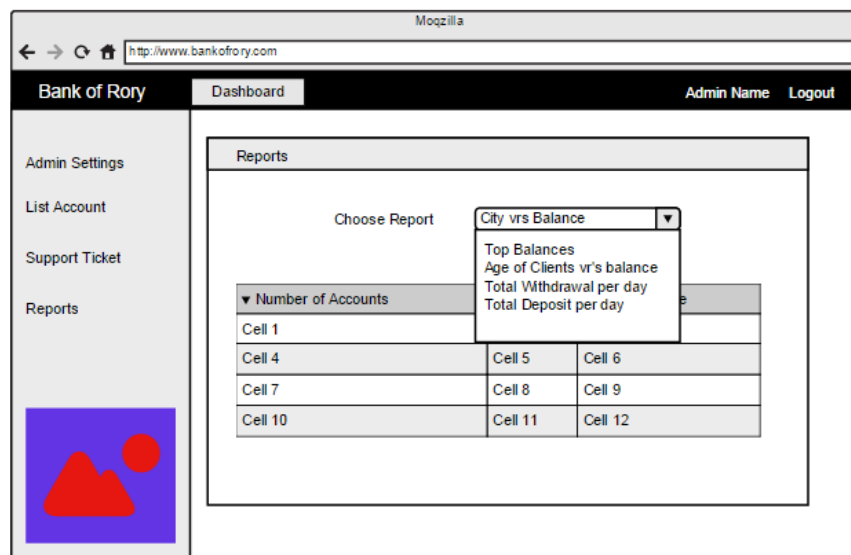 Moqzilla
http://www.bankofrory.com
Bank of Rory
Dashboard
Admin Name
Logout
Admin Settings
List Account
Support Ticket
Reports
Reports
Choose Report
City vrs Balance
Top Balances
Age of Clients vr's balance
Total Withdrawal per day
Total Deposit per day
Number of Accounts
Cell 1
Cell 4
Cell 5
Cell 6
Cell 7
Cell 8
Cell 9
Cell 10
Cell 11
Cell 12